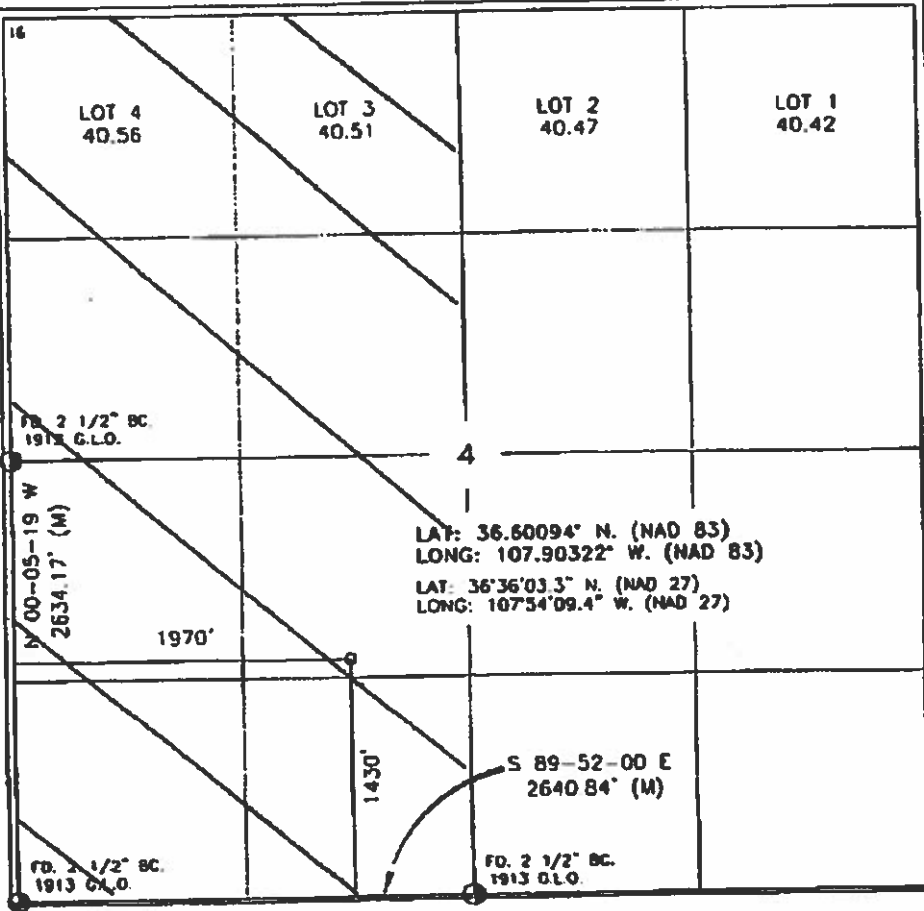 16
LOT 4
40.56
LOT 3
40.51
LOT 2
40.47
LOT 1
40.42
FD. 2 1/2" BC.
1913 G.L.O.
4
N 00-05-19 W
2634.17' (M)
LAT: 36.60094° N. (NAD 83)
LONG: 107.90322° W. (NAD 83)
LAT: 36°36'03.3" N. (NAD 27)
LONG: 107°54'09.4" W. (NAD 27)
1970'
1430'
S 89-52-00 E
2640.84' (M)
FD. 2 1/2" BC.
1913 G.L.O.
FD. 2 1/2" BC.
1913 G.L.O.